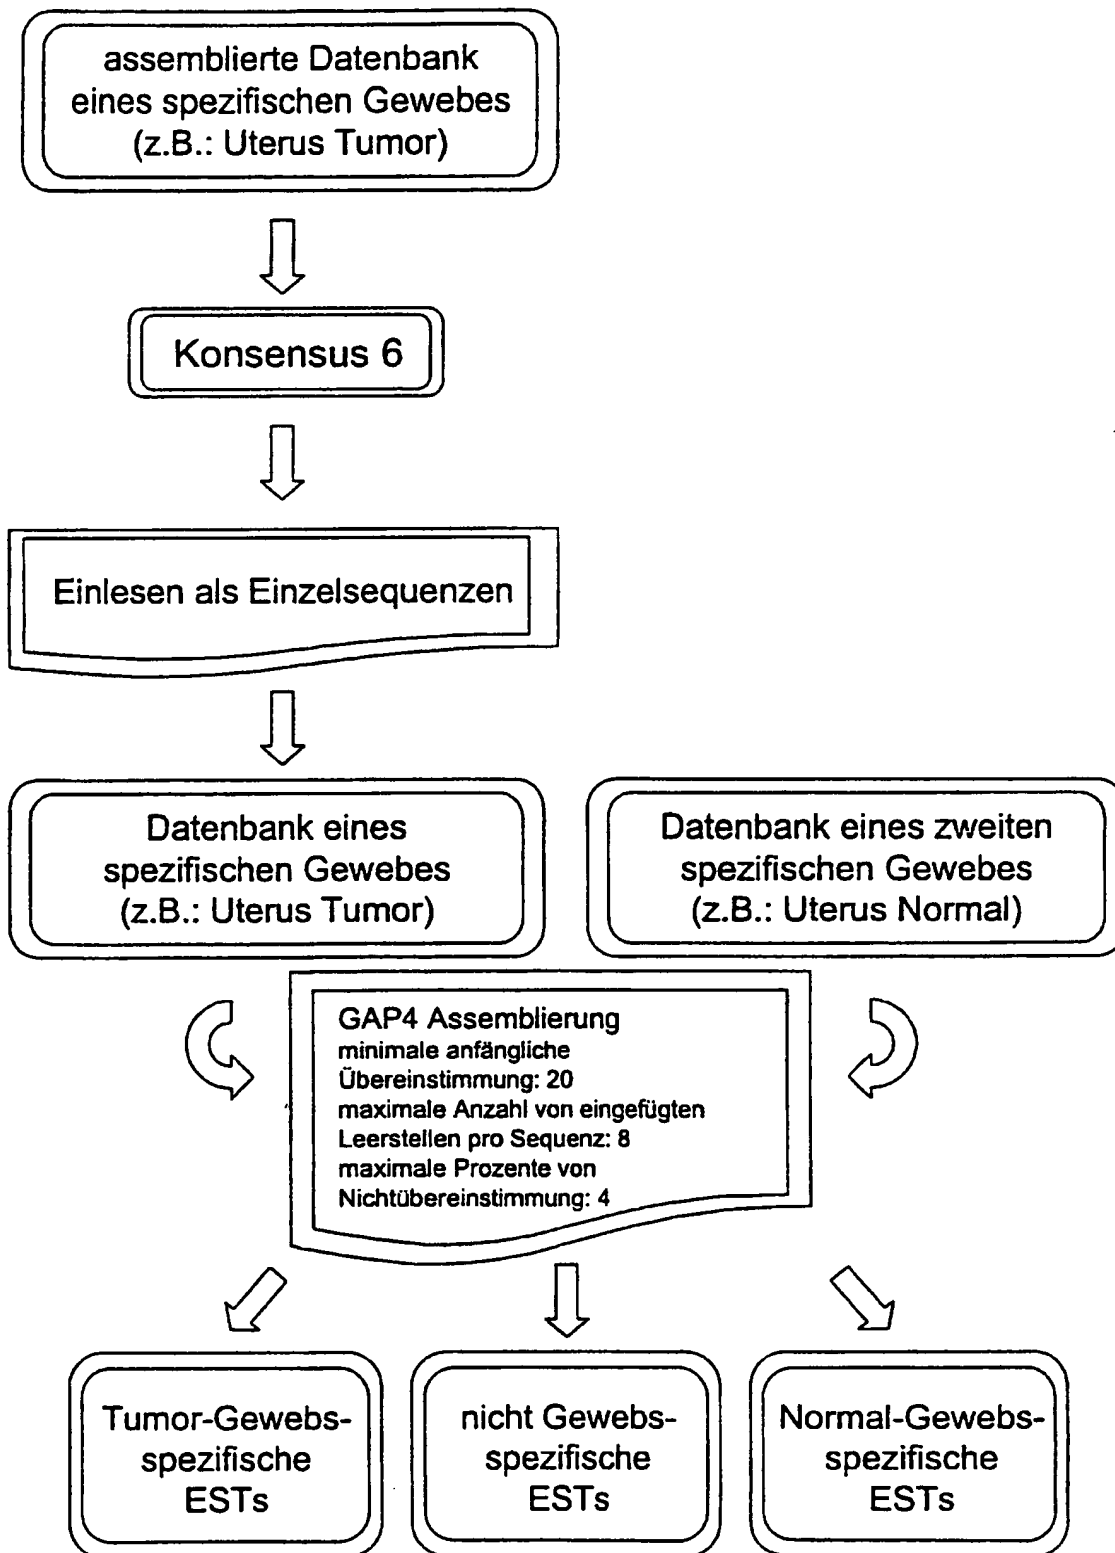 assemblierte Datenbank
eines spezifischen Gewebes
(z.B.: Uterus Tumor)
Konsensus 6
Einlesen als Einzelsequenzen
Datenbank eines
spezifischen Gewebes
(z.B.: Uterus Tumor)
Datenbank eines zweiten
spezifischen Gewebes
(z.B.: Uterus Normal)
GAP4 Assemblierung
minimale anfängliche
Übereinstimmung: 20
maximale Anzahl von eingefügten
Leerstellen pro Sequenz: 8
maximale Prozente von
Nichtübereinstimmung: 4
Tumor-Gewebs-
spezifische
ESTs
nicht Gewebs-
spezifische
ESTs
Normal-Gewebs-
spezifische
ESTs